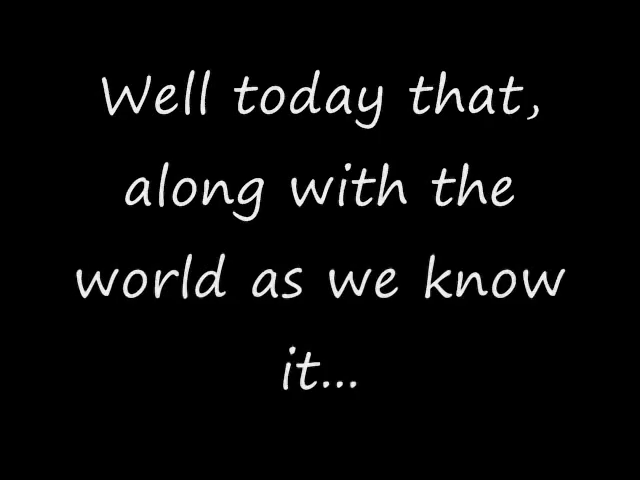 Well today that,
along with the
world as we know
it...